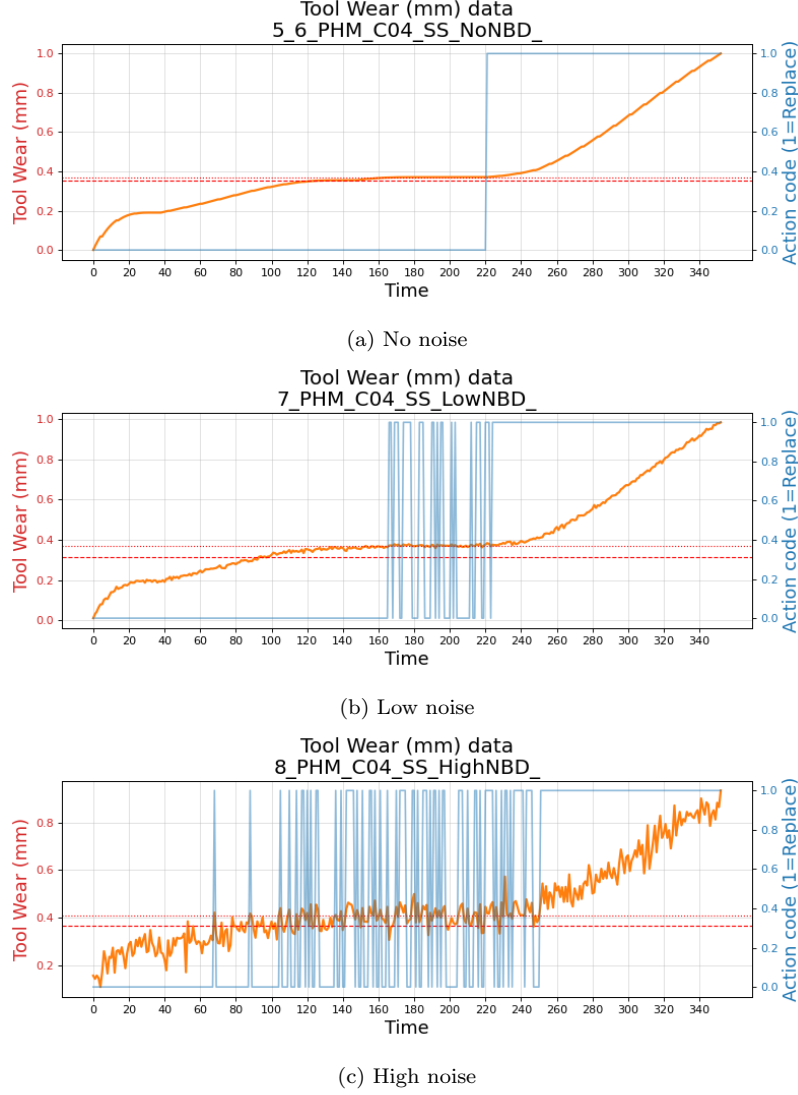 Tool Wear (mm) data
5_6_PHM_C04_SS_NoNBD_
Tool Wear (mm)
1.0
0.8
0.6
0.4
0.2
0.0
1.0
0.8
0.6
0.4
0.2
0.0
Action code (1=Replace)
0 20 40 60 80 100 120 140 160 180 200 220 240 260 280 300 320 340
Time
(a) No noise
Tool Wear (mm) data
7_PHM_C04_SS_LowNBD_
Tool Wear (mm)
1.0
0.8
0.6
0.4
0.2
0.0
1.0
0.8
0.6
0.4
0.2
0.0
Action code (1=Replace)
0 20 40 60 80 100 120 140 160 180 200 220 240 260 280 300 320 340
Time
(b) Low noise
Tool Wear (mm) data
8_PHM_C04_SS_HighNBD_
Tool Wear (mm)
0.8
0.6
0.4
0.2
1.0
0.8
0.6
0.4
0.2
0.0
Action code (1=Replace)
0 20 40 60 80 100 120 140 160 180 200 220 240 260 280 300 320 340
Time
(c) High noise